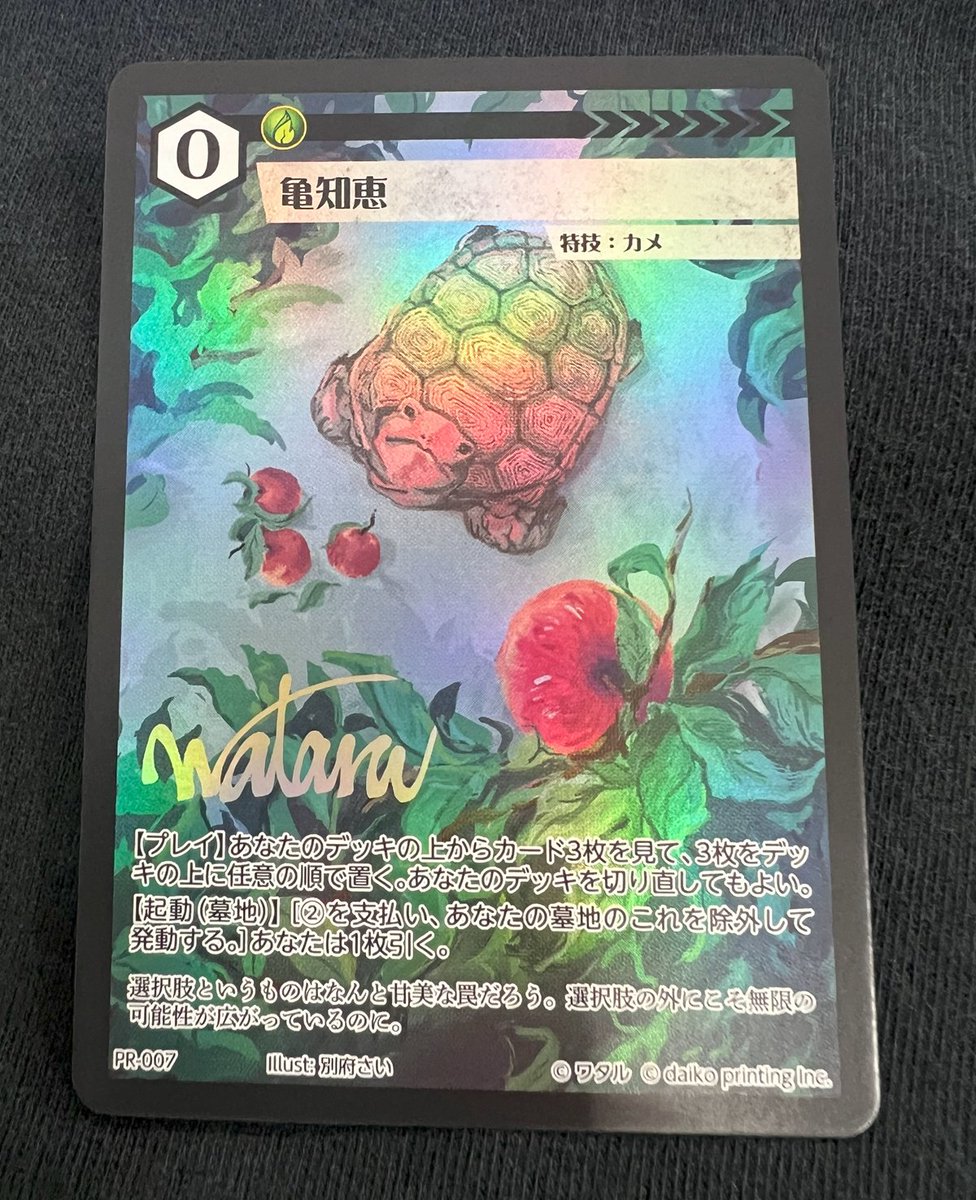 0
亀知恵
特技：カメ
wataru
【プレイ】あなたのデッキの上からカード3枚を見て、3枚をデッ
キの上に任意の順で置く。あなたのデッキを切り直してもよい。
【起動（墓地）】[②を支払い、あなたの墓地のこれを除外して
発動する。]あなたは1枚引く。
選択肢というものはなんと甘美な罠だろう。選択肢の外にこそ無限の
可能性が広がっているのに。
PR-007 Illust: 別府さい © ワタル © daiko printing Inc.